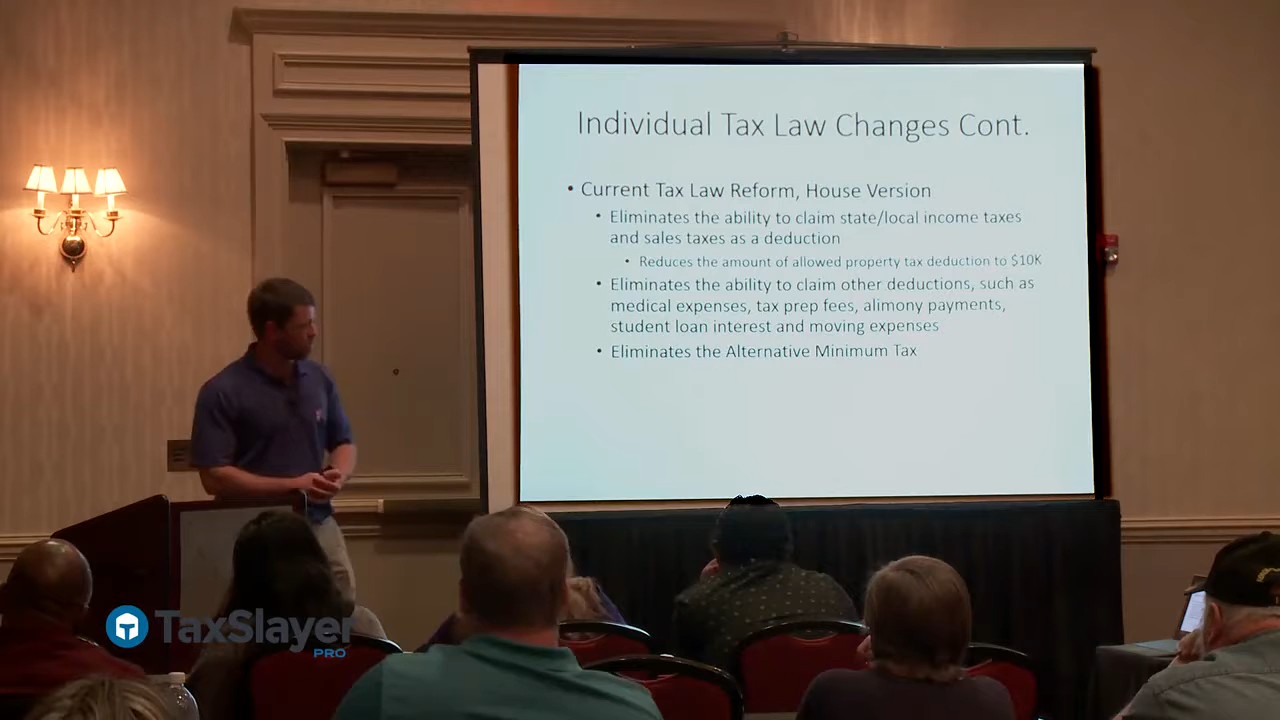 Individual Tax Law Changes Cont.
• Current Tax Law Reform, House Version
• Eliminates the ability to claim state/local income taxes
and sales taxes as a deduction
• Reduces the amount of allowed property tax deduction to $10K
• Eliminates the ability to claim other deductions, such as
medical expenses, tax prep fees, alimony payments,
student loan interest and moving expenses
• Eliminates the Alternative Minimum Tax
TaxSlayer
PRO